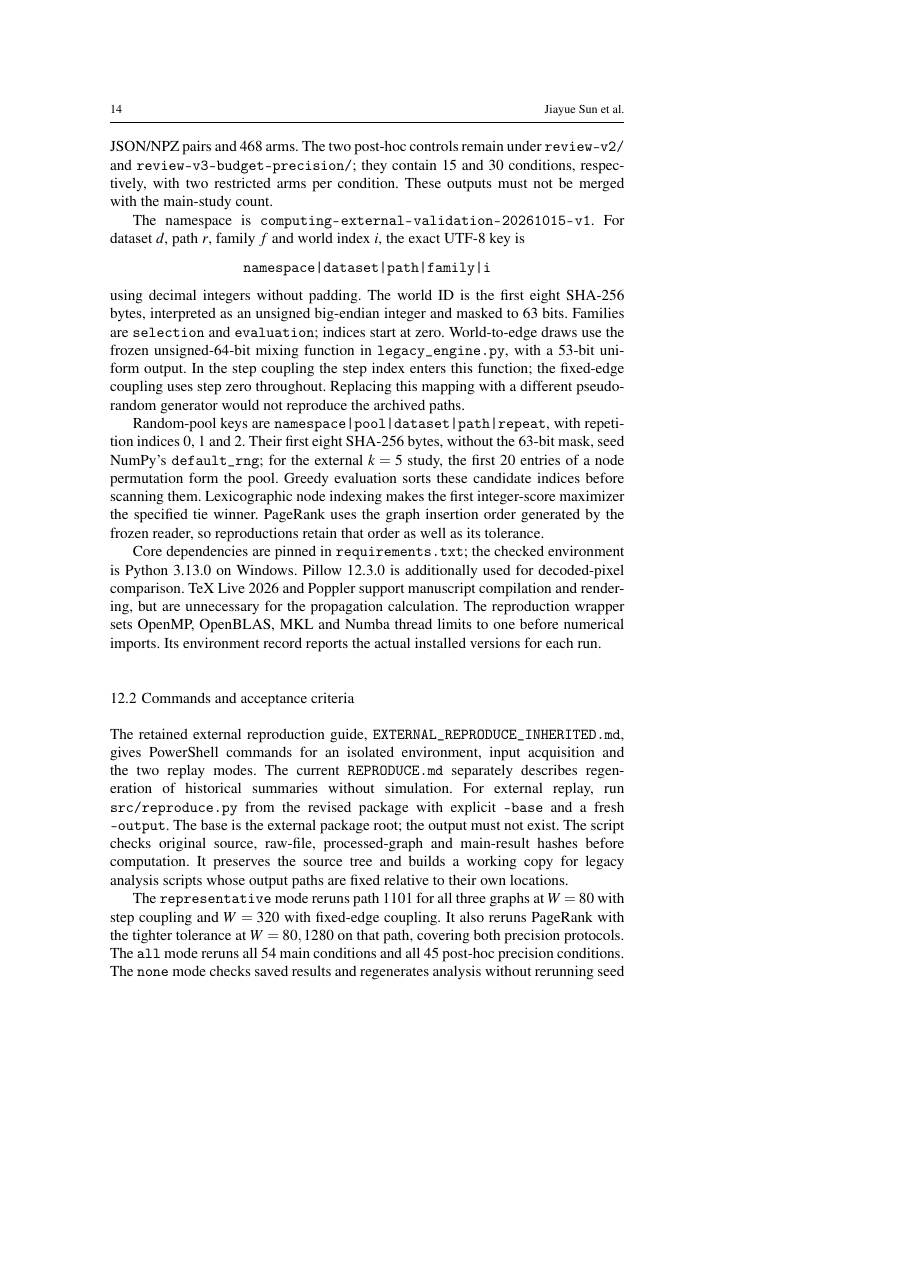 14 Jiayue Sun et al.
JSON/NPZ pairs and 468 arms. The two post-hoc controls remain under review-v2/
and review-v3-budget-precision/; they contain 15 and 30 conditions, respec-
tively, with two restricted arms per condition. These outputs must not be merged
with the main-study count.
The namespace is computing-external-validation-20261015-v1. For
dataset d, path r, family f and world index i, the exact UTF-8 key is
namespace|dataset|path|family|i
using decimal integers without padding. The world ID is the first eight SHA-256
bytes, interpreted as an unsigned big-endian integer and masked to 63 bits. Families
are selection and evaluation; indices start at zero. World-to-edge draws use the
frozen unsigned-64-bit mixing function in legacy_engine.py, with a 53-bit uni-
form output. In the step coupling the step index enters this function; the fixed-edge
coupling uses step zero throughout. Replacing this mapping with a different pseudo-
random generator would not reproduce the archived paths.
Random-pool keys are namespace|pool|dataset|path|repeat, with repeti-
tion indices 0, 1 and 2. Their first eight SHA-256 bytes, without the 63-bit mask, seed
NumPy's default_rng; for the external k = 5 study, the first 20 entries of a node
permutation form the pool. Greedy evaluation sorts these candidate indices before
scanning them. Lexicographic node indexing makes the first integer-score maximizer
the specified tie winner. PageRank uses the graph insertion order generated by the
frozen reader, so reproductions retain that order as well as its tolerance.
Core dependencies are pinned in requirements.txt; the checked environment
is Python 3.13.0 on Windows. Pillow 12.3.0 is additionally used for decoded-pixel
comparison. TeX Live 2026 and Poppler support manuscript compilation and render-
ing, but are unnecessary for the propagation calculation. The reproduction wrapper
sets OpenMP, OpenBLAS, MKL and Numba thread limits to one before numerical
imports. Its environment record reports the actual installed versions for each run.
12.2 Commands and acceptance criteria
The retained external reproduction guide, EXTERNAL_REPRODUCE_INHERITED.md,
gives PowerShell commands for an isolated environment, input acquisition and
the two replay modes. The current REPRODUCE.md separately describes regen-
eration of historical summaries without simulation. For external replay, run
src/reproduce.py from the revised package with explicit -base and a fresh
-output. The base is the external package root; the output must not exist. The script
checks original source, raw-file, processed-graph and main-result hashes before
computation. It preserves the source tree and builds a working copy for legacy
analysis scripts whose output paths are fixed relative to their own locations.
The representative mode reruns path 1101 for all three graphs at W = 80 with
step coupling and W = 320 with fixed-edge coupling. It also reruns PageRank with
the tighter tolerance at W = 80, 1280 on that path, covering both precision protocols.
The all mode reruns all 54 main conditions and all 45 post-hoc precision conditions.
The none mode checks saved results and regenerates analysis without rerunning seed